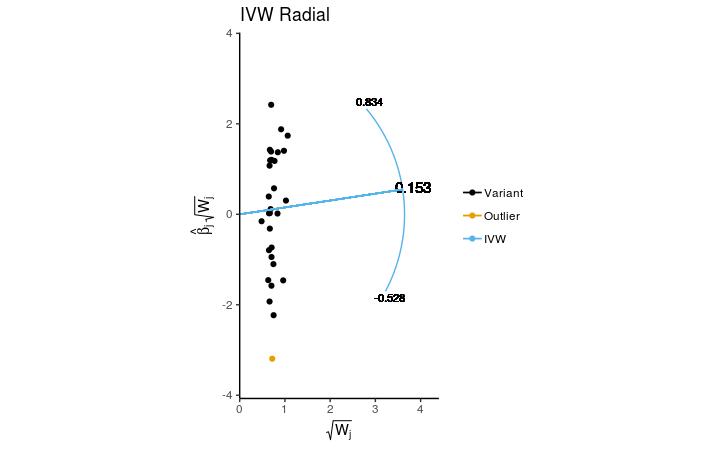 IVW Radial
4
2
0
-2
-4
β̂j√Wj
0.834
0.153
-0.528
Variant
Outlier
IVW
0 1 2 3 4
√Wj